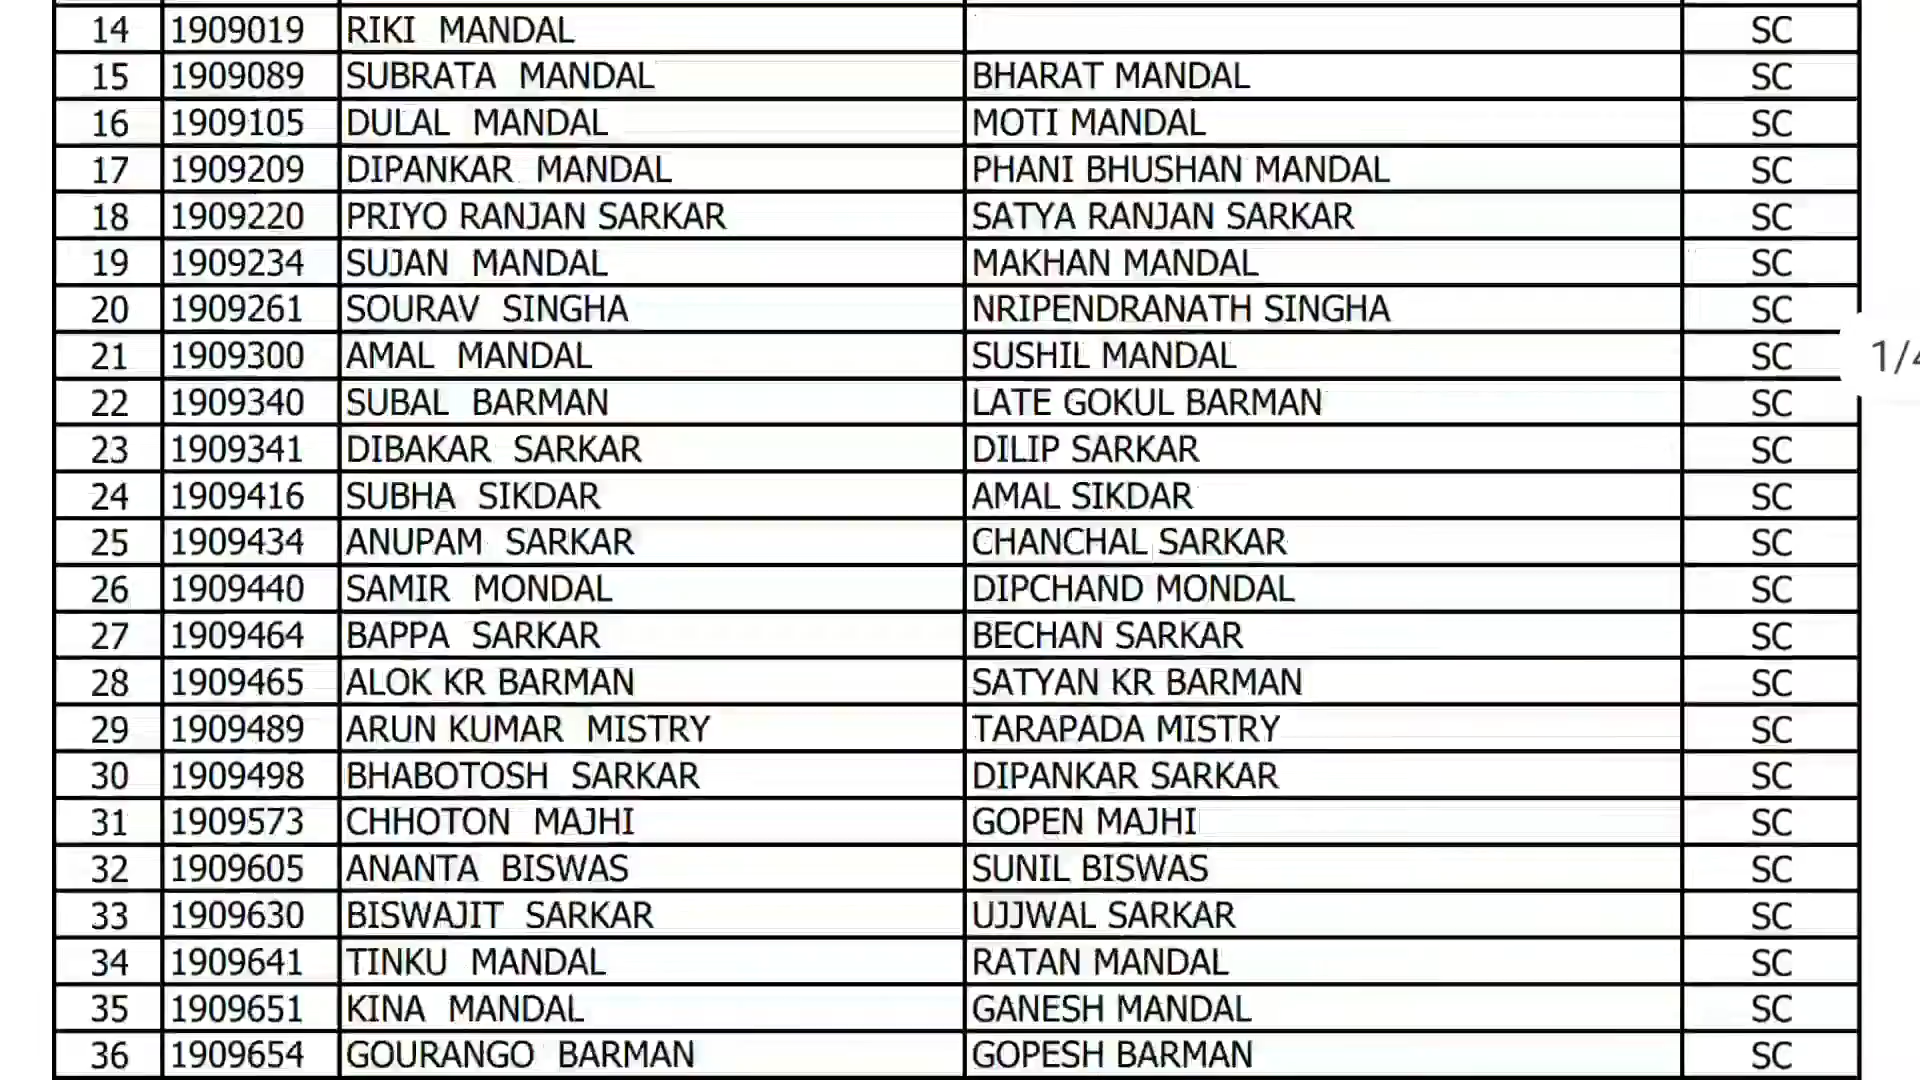 14 1909019 RIKI MANDAL SC
15 1909089 SUBRATA MANDAL BHARAT MANDAL SC
16 1909105 DULAL MANDAL MOTI MANDAL SC
17 1909209 DIPANKAR MANDAL PHANI BHUSHAN MANDAL SC
18 1909220 PRIYO RANJAN SARKAR SATYA RANJAN SARKAR SC
19 1909234 SUJAN MANDAL MAKHAN MANDAL SC
20 1909261 SOURAV SINGHA NRIPENDRANATH SINGHA SC
21 1909300 AMAL MANDAL SUSHIL MANDAL SC 1/4
22 1909340 SUBAL BARMAN LATE GOKUL BARMAN SC
23 1909341 DIBAKAR SARKAR DILIP SARKAR SC
24 1909416 SUBHA SIKDAR AMAL SIKDAR SC
25 1909434 ANUPAM SARKAR CHANCHAL SARKAR SC
26 1909440 SAMIR MONDAL DIPCHAND MONDAL SC
27 1909464 BAPPA SARKAR BECHAN SARKAR SC
28 1909465 ALOK KR BARMAN SATYAN KR BARMAN SC
29 1909489 ARUN KUMAR MISTRY TARAPADA MISTRY SC
30 1909498 BHABOTOSH SARKAR DIPANKAR SARKAR SC
31 1909573 CHHOTON MAJHI GOPEN MAJHI SC
32 1909605 ANANTA BISWAS SUNIL BISWAS SC
33 1909630 BISWAJIT SARKAR UJJWAL SARKAR SC
34 1909641 TINKU MANDAL RATAN MANDAL SC
35 1909651 KINA MANDAL GANESH MANDAL SC
36 1909654 GOURANGO BARMAN GOPESH BARMAN SC